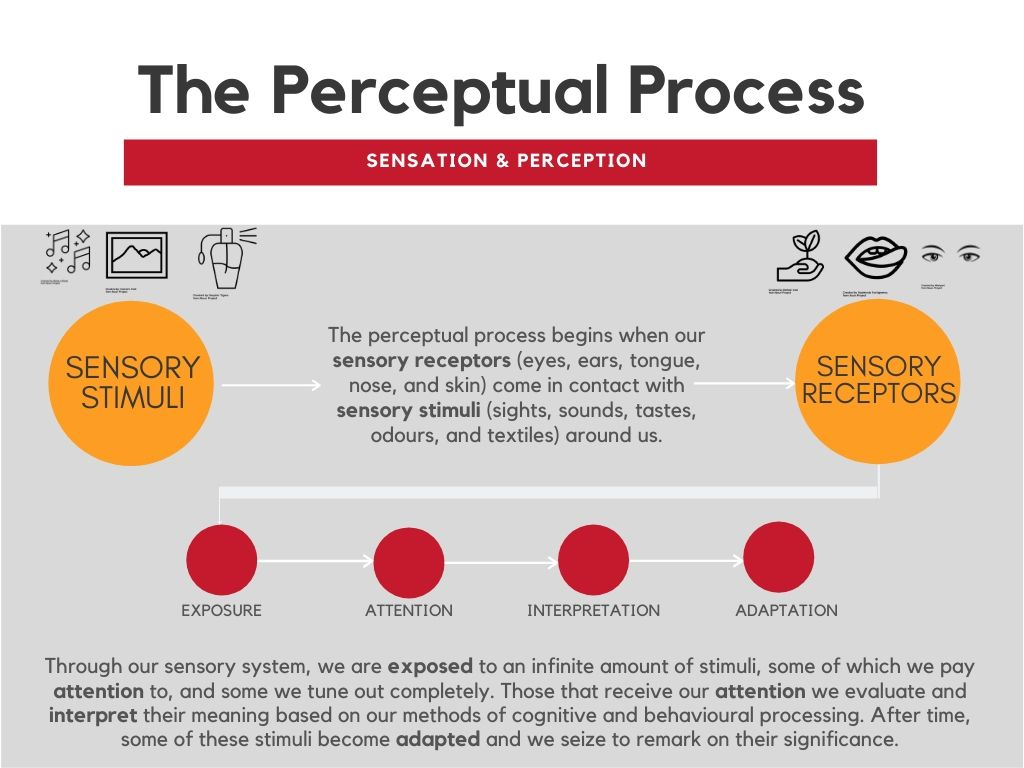 The Perceptual Process
SENSATION & PERCEPTION
SENSORY
STIMULI
The perceptual process begins when our
sensory receptors (eyes, ears, tongue,
nose, and skin) come in contact with
sensory stimuli (sights, sounds, tastes,
odours, and textiles) around us.
SENSORY
RECEPTORS
EXPOSURE
ATTENTION
INTERPRETATION
ADAPTATION
Through our sensory system, we are exposed to an infinite amount of stimuli, some of which we pay
attention to, and some we tune out completely. Those that receive our attention we evaluate and
interpret their meaning based on our methods of cognitive and behavioural processing. After time,
some of these stimuli become adapted and we seize to remark on their significance.